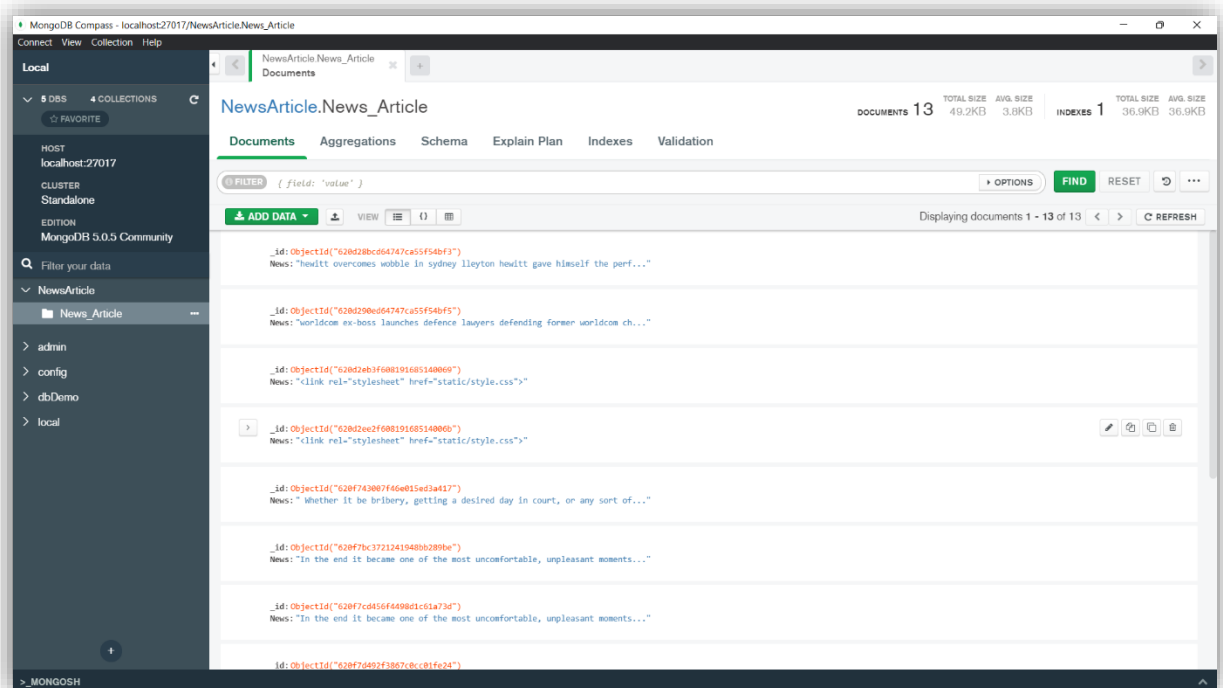 MongoDB Compass - localhost:27017/NewsArticle.News_Article
Connect View Collection Help
Local
5 DBS 4 COLLECTIONS
FAVORITE
HOST
localhost:27017
CLUSTER
Standalone
EDITION
MongoDB 5.0.5 Community
Filter your data
NewsArticle
News_Article
admin
config
dbDemo
local
>_MONGOSH
NewsArticle.News_Article
Documents
NewsArticle.News_Article
DOCUMENTS 13 TOTAL SIZE 49.2KB AVG. SIZE 3.8KB INDEXES 1 TOTAL SIZE 36.9KB AVG. SIZE 36.9KB
Documents Aggregations Schema Explain Plan Indexes Validation
FILTER { field: 'value' } OPTIONS FIND RESET ...
ADD DATA VIEW {} Displaying documents 1 - 13 of 13 < > REFRESH
_id: ObjectId("620d28bcd64747ca55f54bf3")
News: "hewitt overcomes wobble in sydney lleyton hewitt gave himself the perf..."
_id: ObjectId("620d290ed64747ca55f54bf5")
News: "worldcom ex-boss launches defence lawyers defending former worldcom ch..."
_id: ObjectId("620d2eb3f608191685140069")
News: "<link rel="stylesheet" href="static/style.css">"
_id: ObjectId("620d2ee2f60819168514006b")
News: "<link rel="stylesheet" href="static/style.css">"
_id: ObjectId("620f743007f46e015ed3a417")
News: " Whether it be bribery, getting a desired day in court, or any sort of..."
_id: ObjectId("620f7bc3721241948bb289be")
News: "In the end it became one of the most uncomfortable, unpleasant moments..."
_id: ObjectId("620f7cd456f4498d1c61a73d")
News: "In the end it became one of the most uncomfortable, unpleasant moments..."
_id: ObjectId("620f7d492f3867c0cc01fe24")